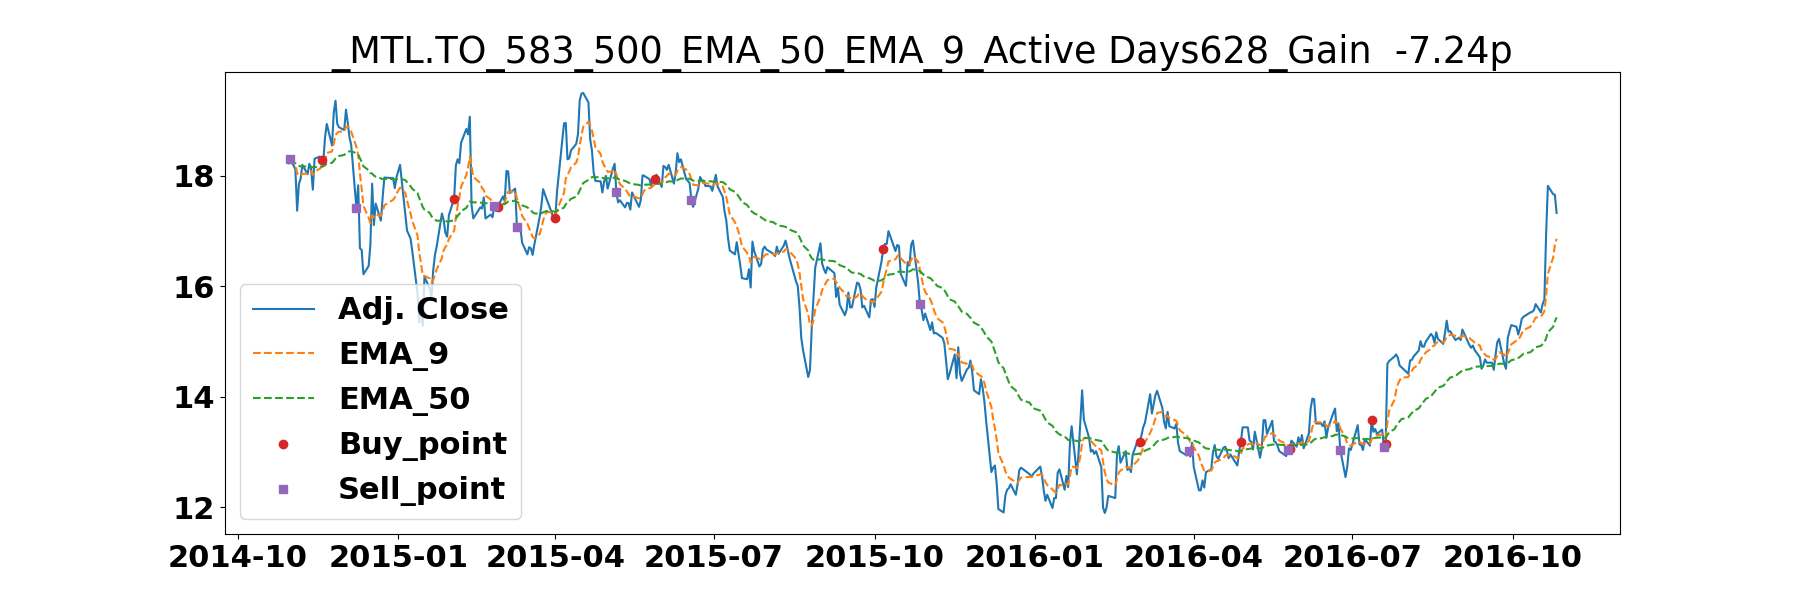 _MTL.TO_583_500_EMA_50_EMA_9_Active Days628_Gain  -7.24p
18
16
14
12
Adj. Close
EMA_9
EMA_50
Buy_point
Sell_point
2014-10 2015-01 2015-04 2015-07 2015-10 2016-01 2016-04 2016-07 2016-10